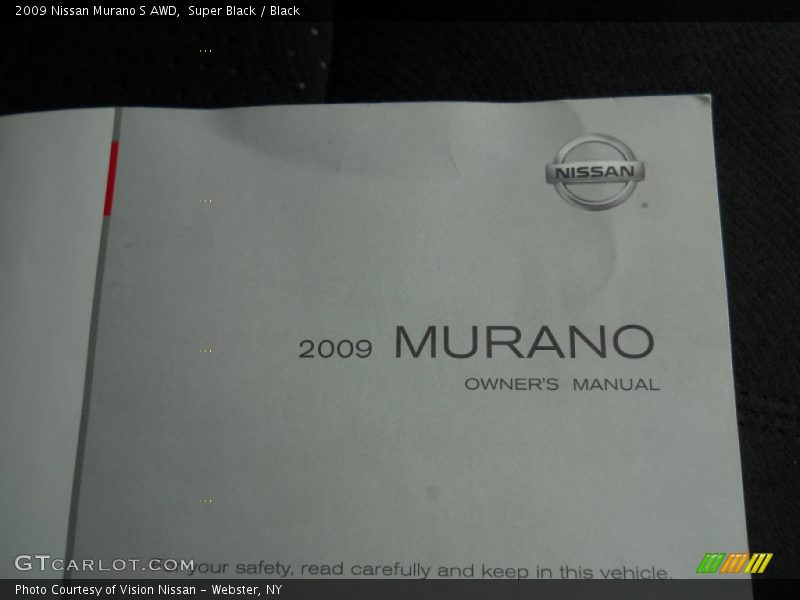 2009 Nissan Murano S AWD, Super Black / Black
NISSAN
2009 MURANO
OWNER'S MANUAL
your safety, read carefully and keep in this vehicle.
GTCARLOT.COM
Photo Courtesy of Vision Nissan - Webster, NY